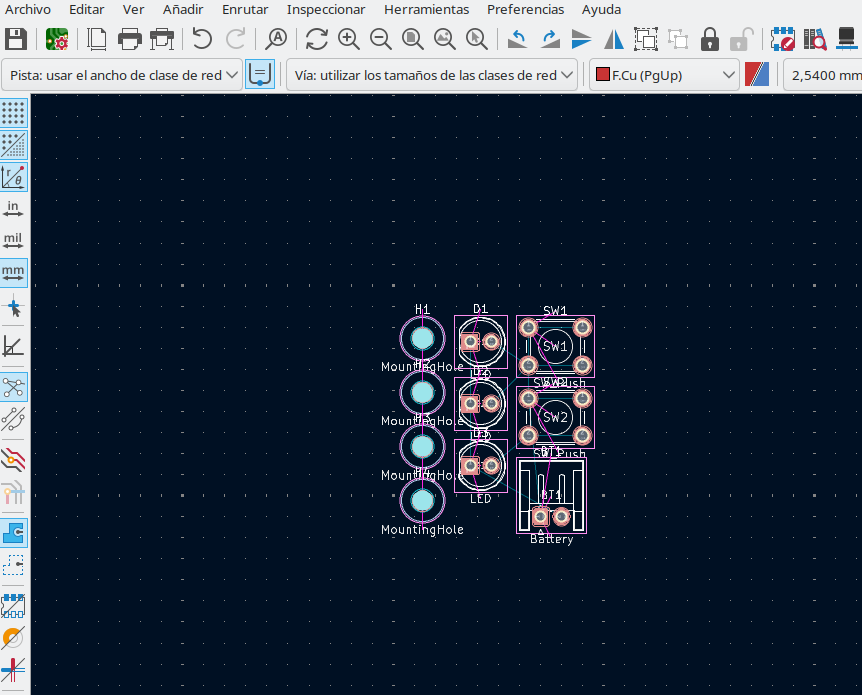 Archivo Editar Ver Añadir Enrutar Inspeccionar Herramientas Preferencias Ayuda
Pista: usar el ancho de clase de red
Vía: utilizar los tamaños de las clases de red
F.Cu (PgUp)
2,5400 mm
r
θ
in
mil
mm
H1
D1
SW1
SW1
MountingHole
MountingHole
SW2
MountingHole
BT1
BT1
LED
MountingHole
Battery